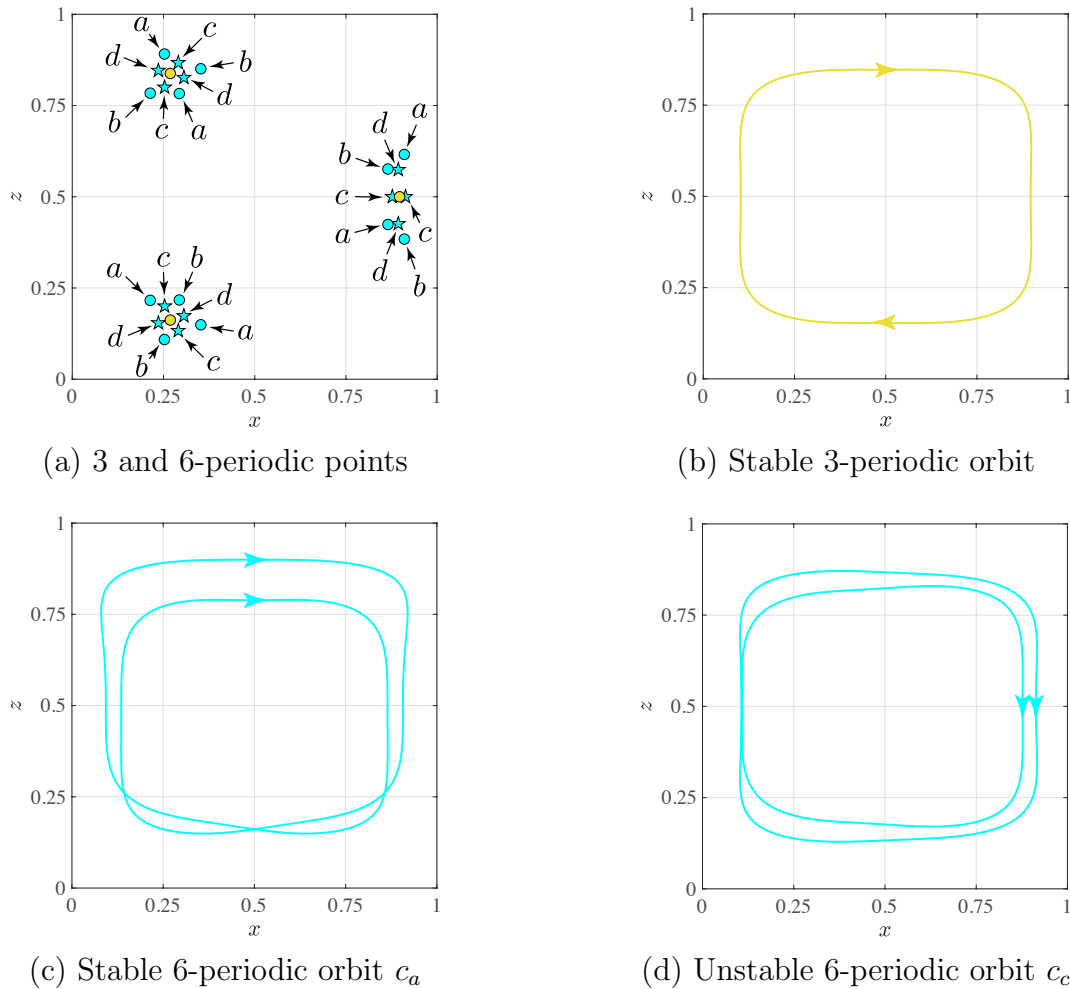 1
0.75
0.5
0.25
0
z
a
c
d
b
b
c
a
d
a
d
b
c
a
c
d
b
a
c
b
d
d
a
b
c
0
0.25
0.5
0.75
1
x
(a) 3 and 6-periodic points
1
0.75
0.5
0.25
0
z
0
0.25
0.5
0.75
1
x
(b) Stable 3-periodic orbit
1
0.75
0.5
0.25
0
z
0
0.25
0.5
0.75
1
x
(c) Stable 6-periodic orbit c_a
1
0.75
0.5
0.25
0
z
0
0.25
0.5
0.75
1
x
(d) Unstable 6-periodic orbit c_c